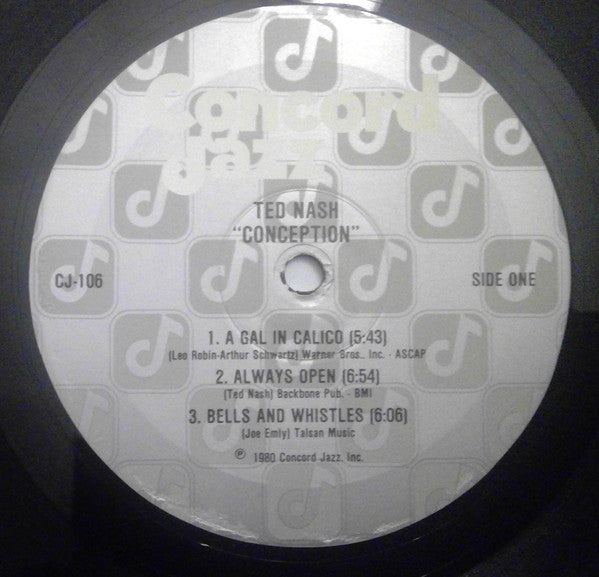 Concord
Jazz
TED NASH
"CONCEPTION"
CJ-106
SIDE ONE
1. A GAL IN CALICO (5:43)
(Leo Robin-Arthur Schwartz) Warner Bros., Inc. - ASCAP
2. ALWAYS OPEN (6:54)
(Ted Nash) Backbone Pub. - BMI
3. BELLS AND WHISTLES (6:06)
(Joe Emly) Talsan Music
℗ 1980 Concord Jazz, Inc.